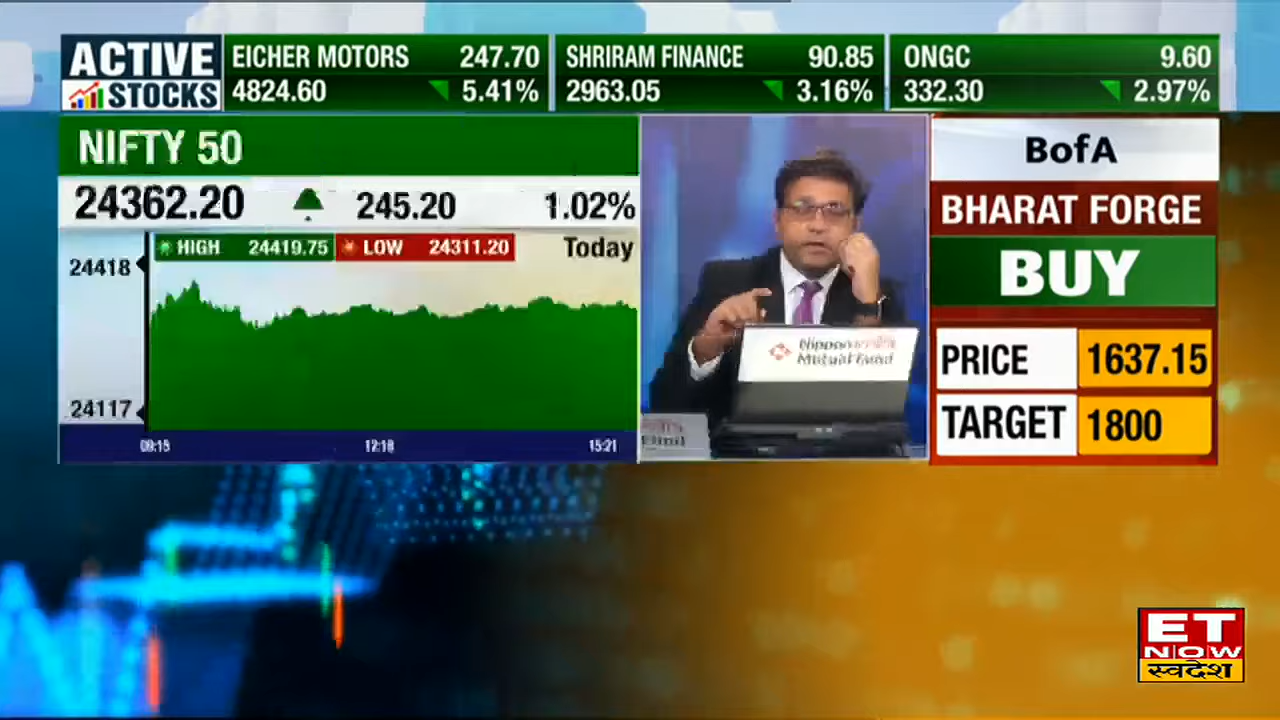 ACTIVE STOCKS
EICHER MOTORS 247.70
4824.60 5.41%
SHRIRAM FINANCE 90.85
2963.05 3.16%
ONGC 9.60
332.30 2.97%
NIFTY 50
24362.20 245.20 1.02%
HIGH 24419.75 LOW 24311.20 Today
24418
24117
09:15 12:18 15:21
Nippon
Mutual Fund
BofA
BHARAT FORGE
BUY
PRICE 1637.15
TARGET 1800
ET
NOW
स्वदेश